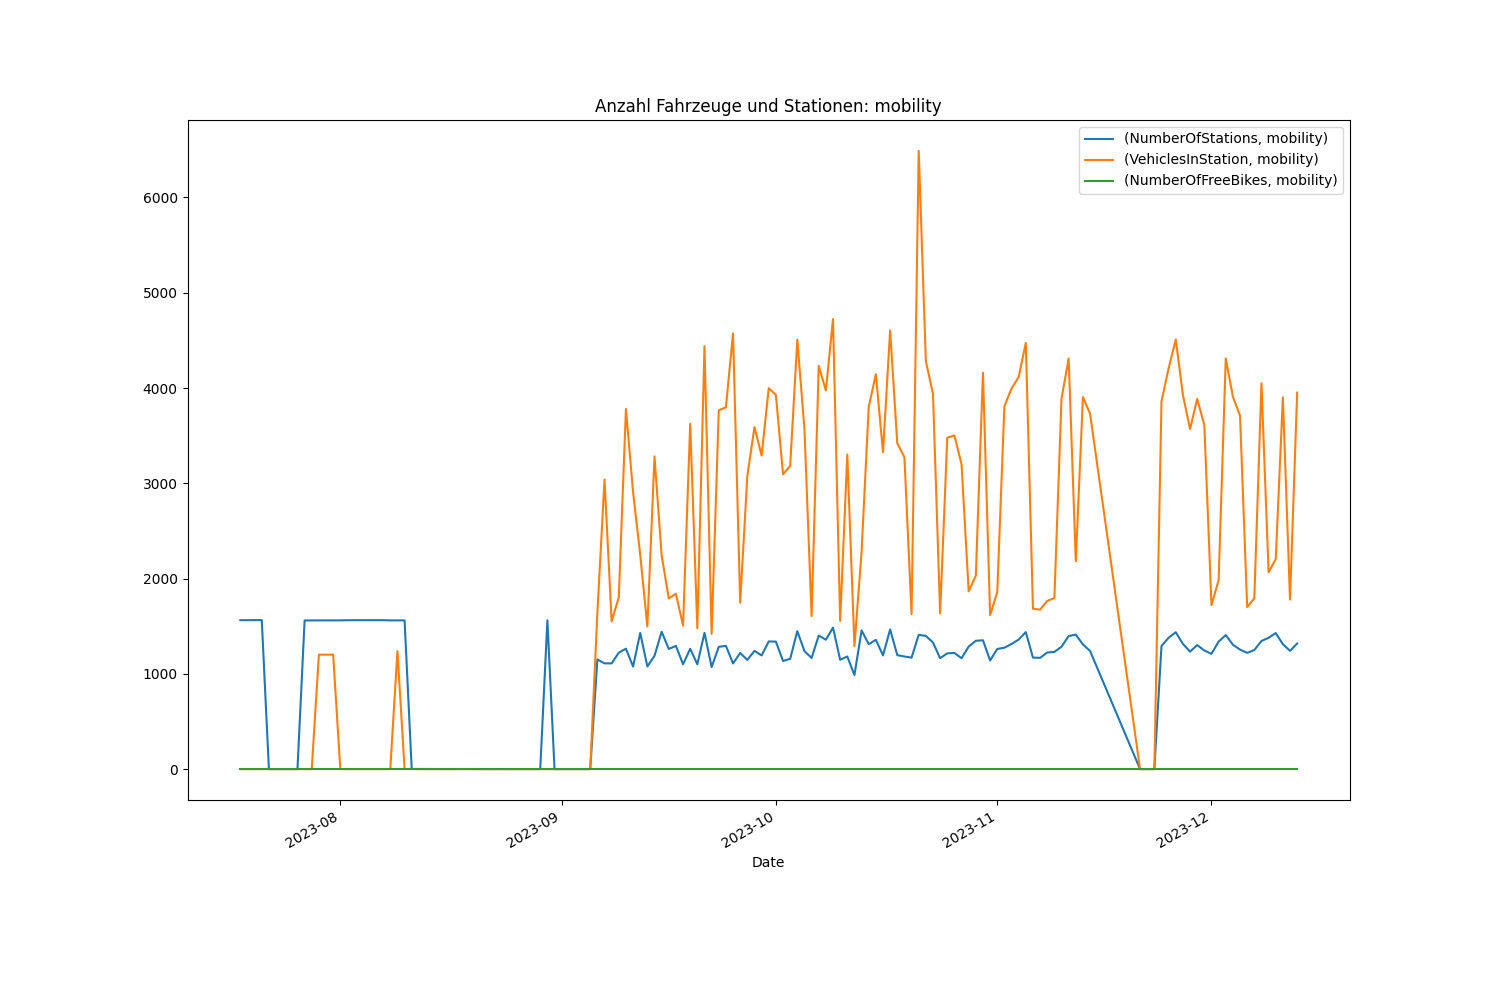 Anzahl Fahrzeuge und Stationen: mobility
(NumberOfStations, mobility)
(VehiclesInStation, mobility)
(NumberOfFreeBikes, mobility)
6000
5000
4000
3000
2000
1000
0
2023-08
2023-09
2023-10
2023-11
2023-12
Date